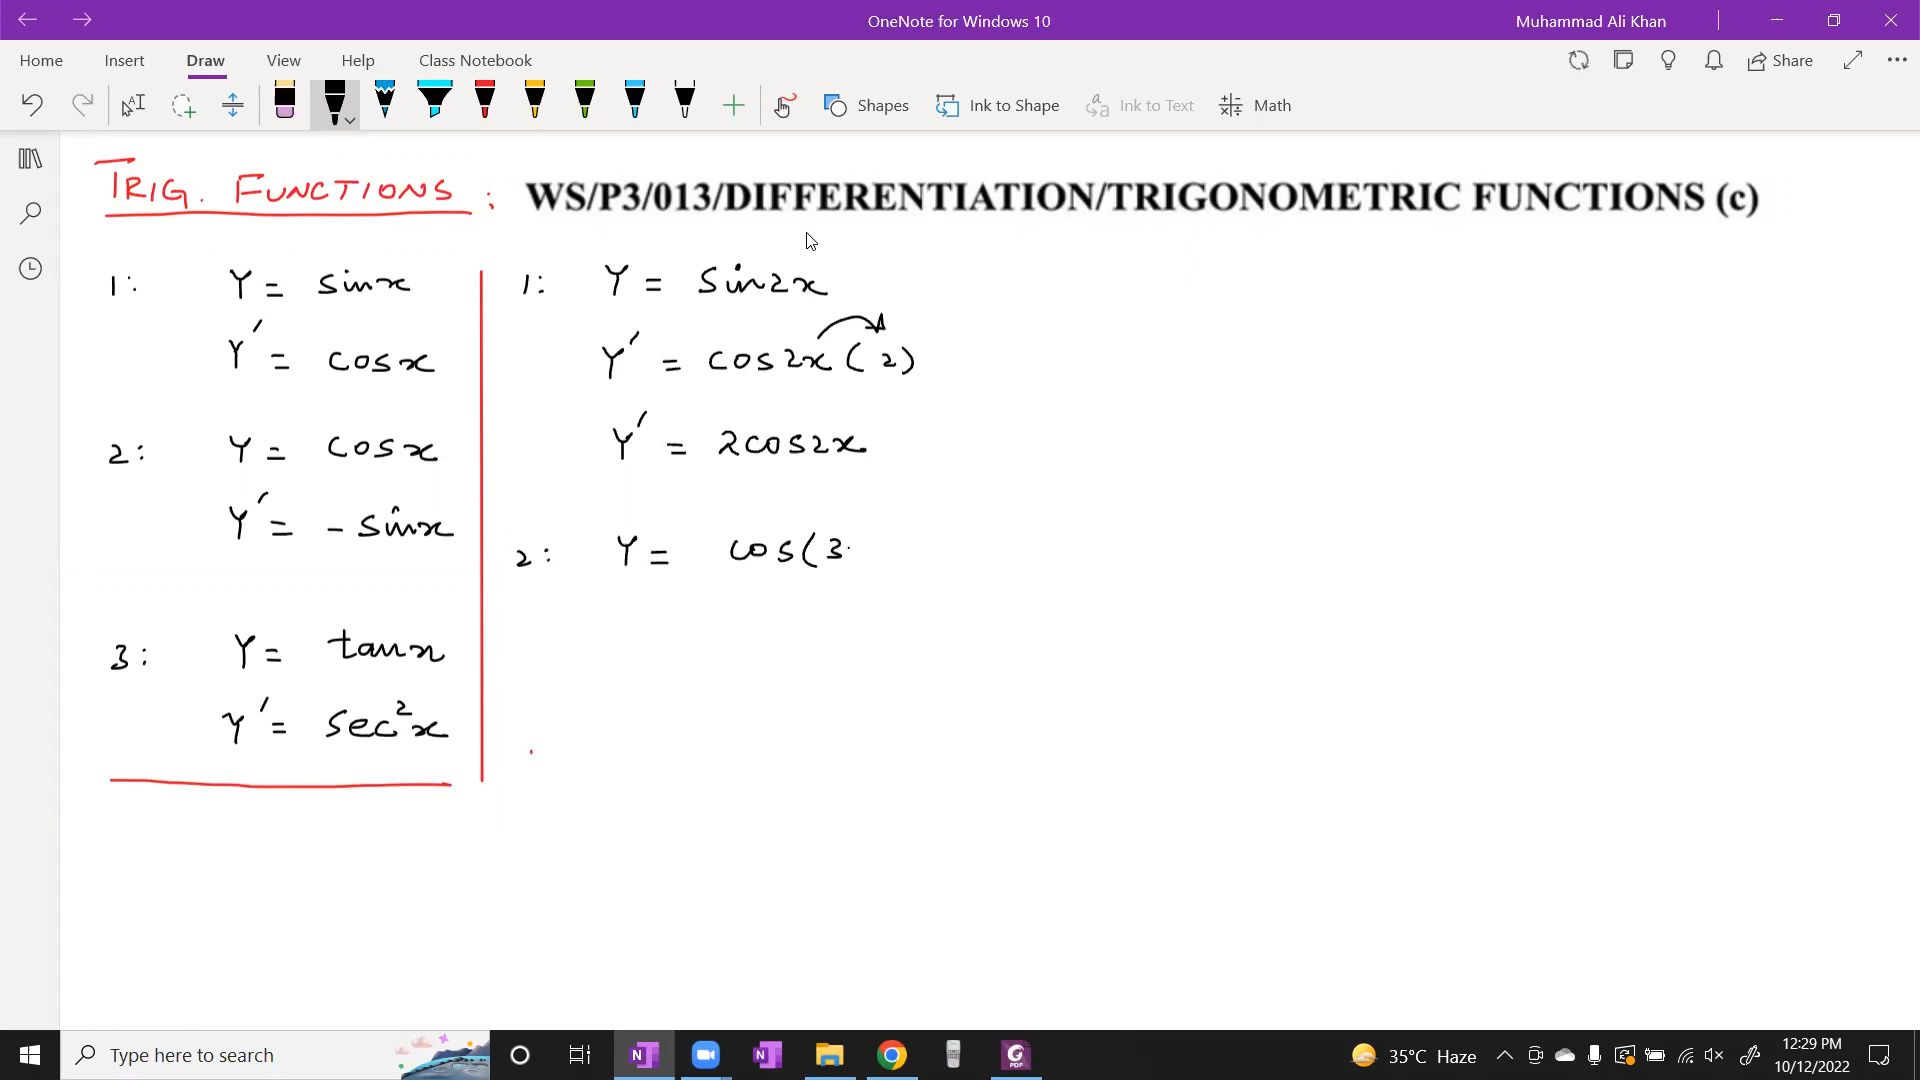 OneNote for Windows 10
Muhammad Ali Khan
Home Insert Draw View Help Class Notebook
Share
Shapes Ink to Shape Ink to Text Math
TRIG. FUNCTIONS :
WS/P3/013/DIFFERENTIATION/TRIGONOMETRIC FUNCTIONS (c)
1: Y = sinx
Y' = cosx
2: Y = cosx
Y' = - sinx
3: Y = tanx
Y' = sec²x
1: Y = sin2x
Y' = cos2x (2)
Y' = 2cos2x
2: Y = cos(3
Type here to search
35°C Haze
12:29 PM
10/12/2022